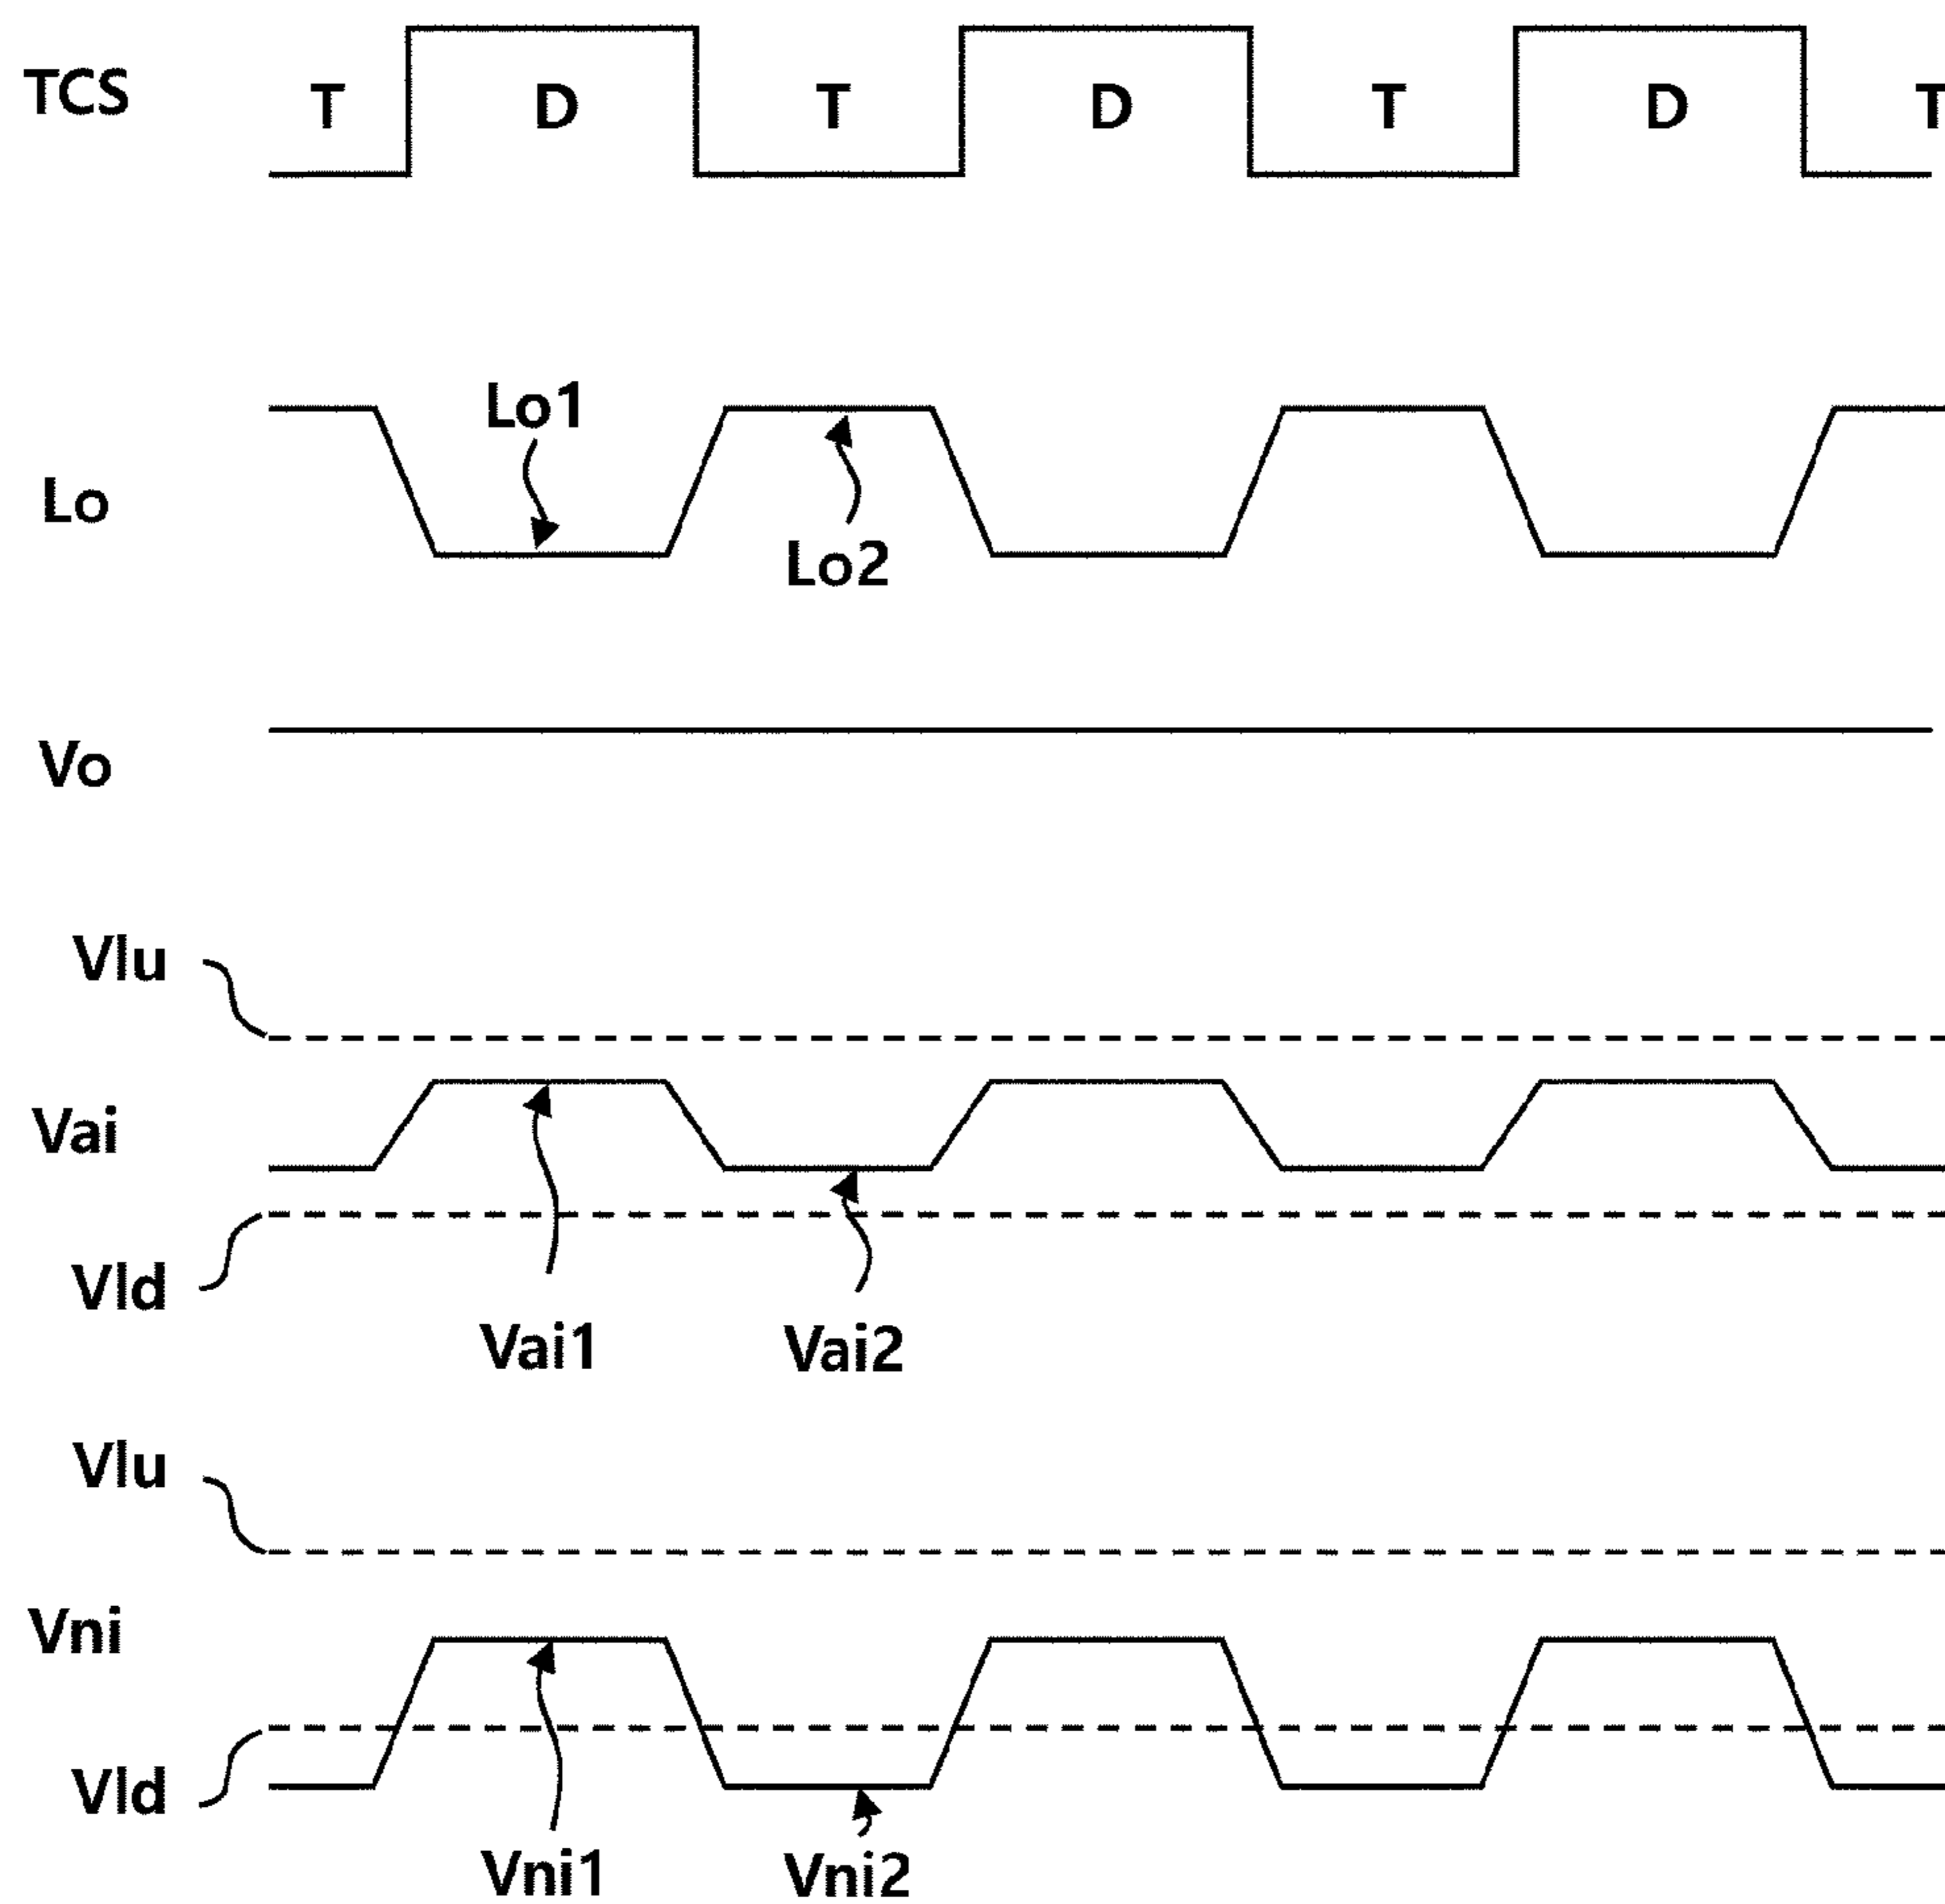 TCS T D T D T D T
Lo1
Lo
Lo2
Vo
Vlu
Vai
Vld
Vai1 Vai2
Vlu
Vni
Vld
Vni1 Vni2